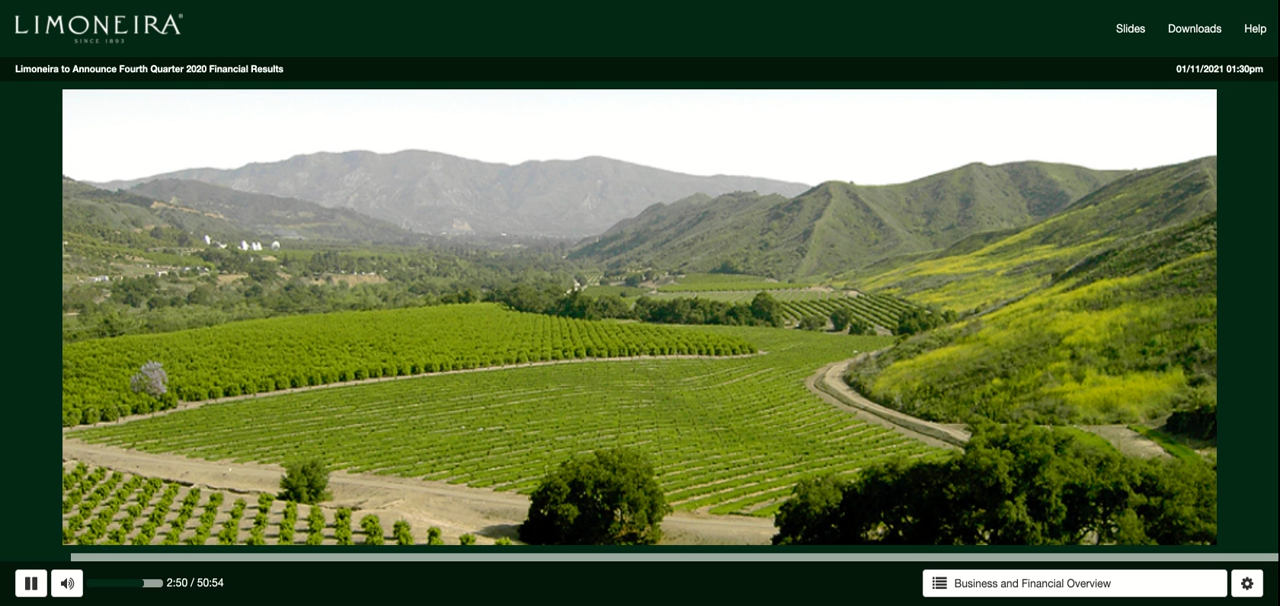 LIMONEIRA®
SINCE 1893
Slides Downloads Help
Limoneira to Announce Fourth Quarter 2020 Financial Results 01/11/2021 01:30pm
2:50 / 50:54 Business and Financial Overview